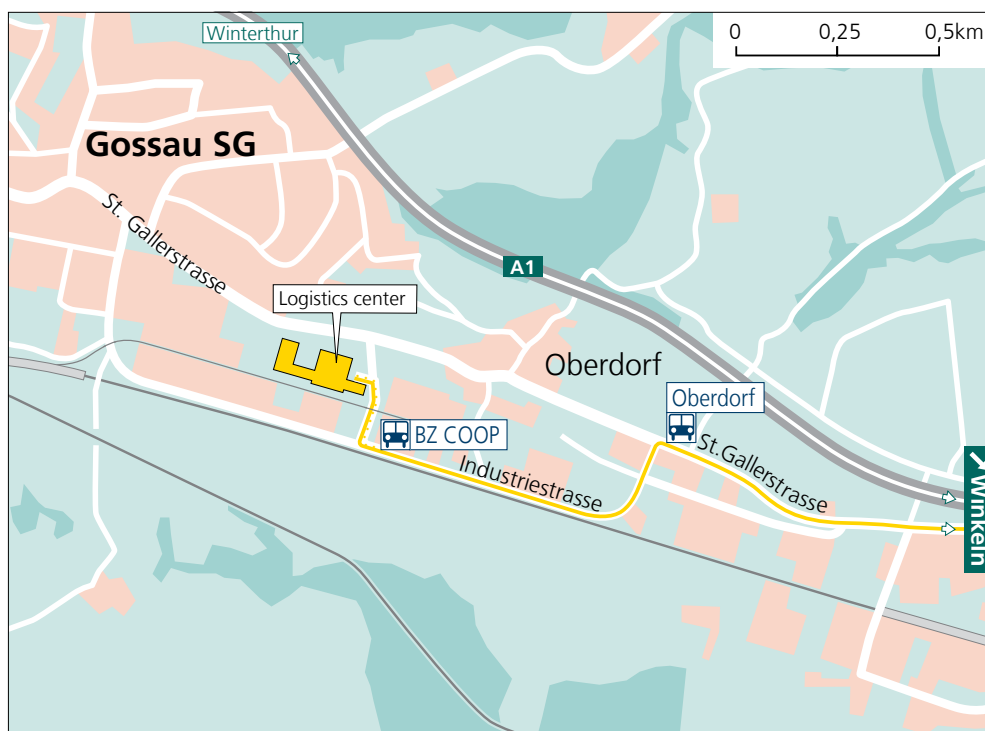 Winterthur
0 0,25 0,5km
Gossau SG
St. Gallerstrasse
A1
Logistics center
Oberdorf
Oberdorf
BZ COOP
Industriestrasse
St.Gallerstrasse
Winkeln